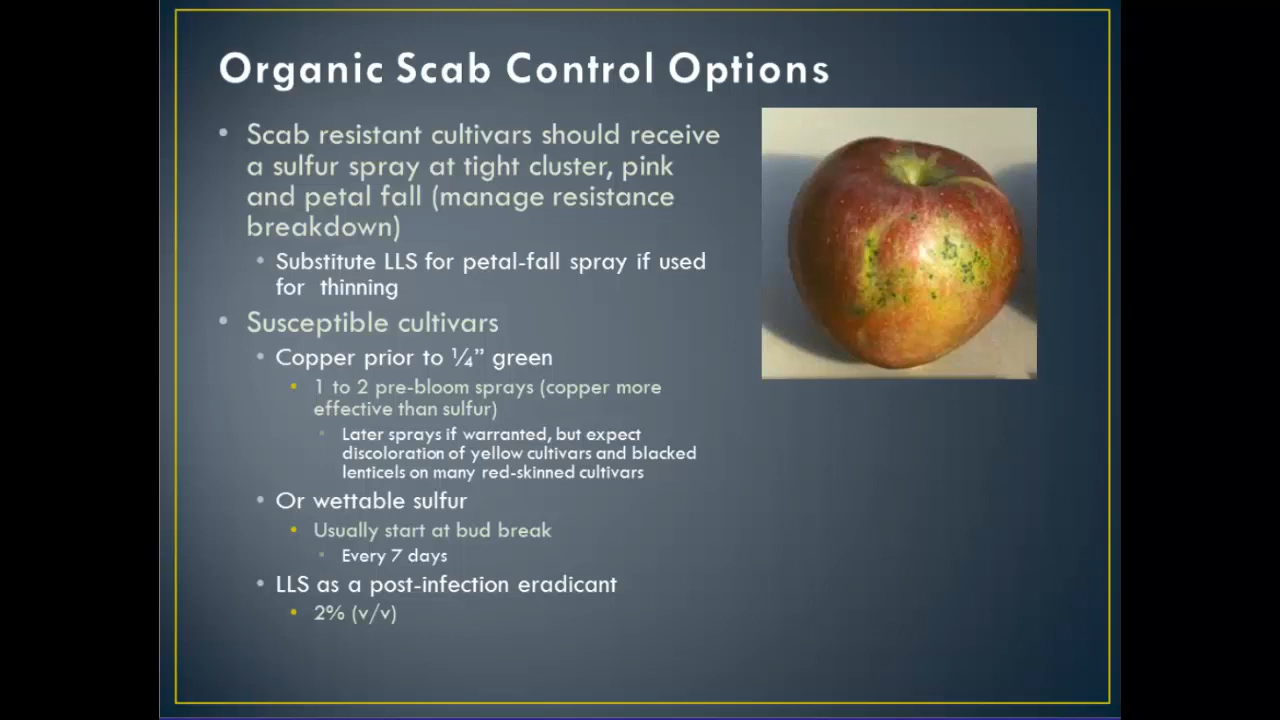 Organic Scab Control Options
• Scab resistant cultivars should receive
a sulfur spray at tight cluster, pink
and petal fall (manage resistance
breakdown)
• Substitute LLS for petal-fall spray if used
for thinning
• Susceptible cultivars
• Copper prior to ¼” green
• 1 to 2 pre-bloom sprays (copper more
effective than sulfur)
• Later sprays if warranted, but expect
discoloration of yellow cultivars and blacked
lenticels on many red-skinned cultivars
• Or wettable sulfur
• Usually start at bud break
• Every 7 days
• LLS as a post-infection eradicant
• 2% (v/v)